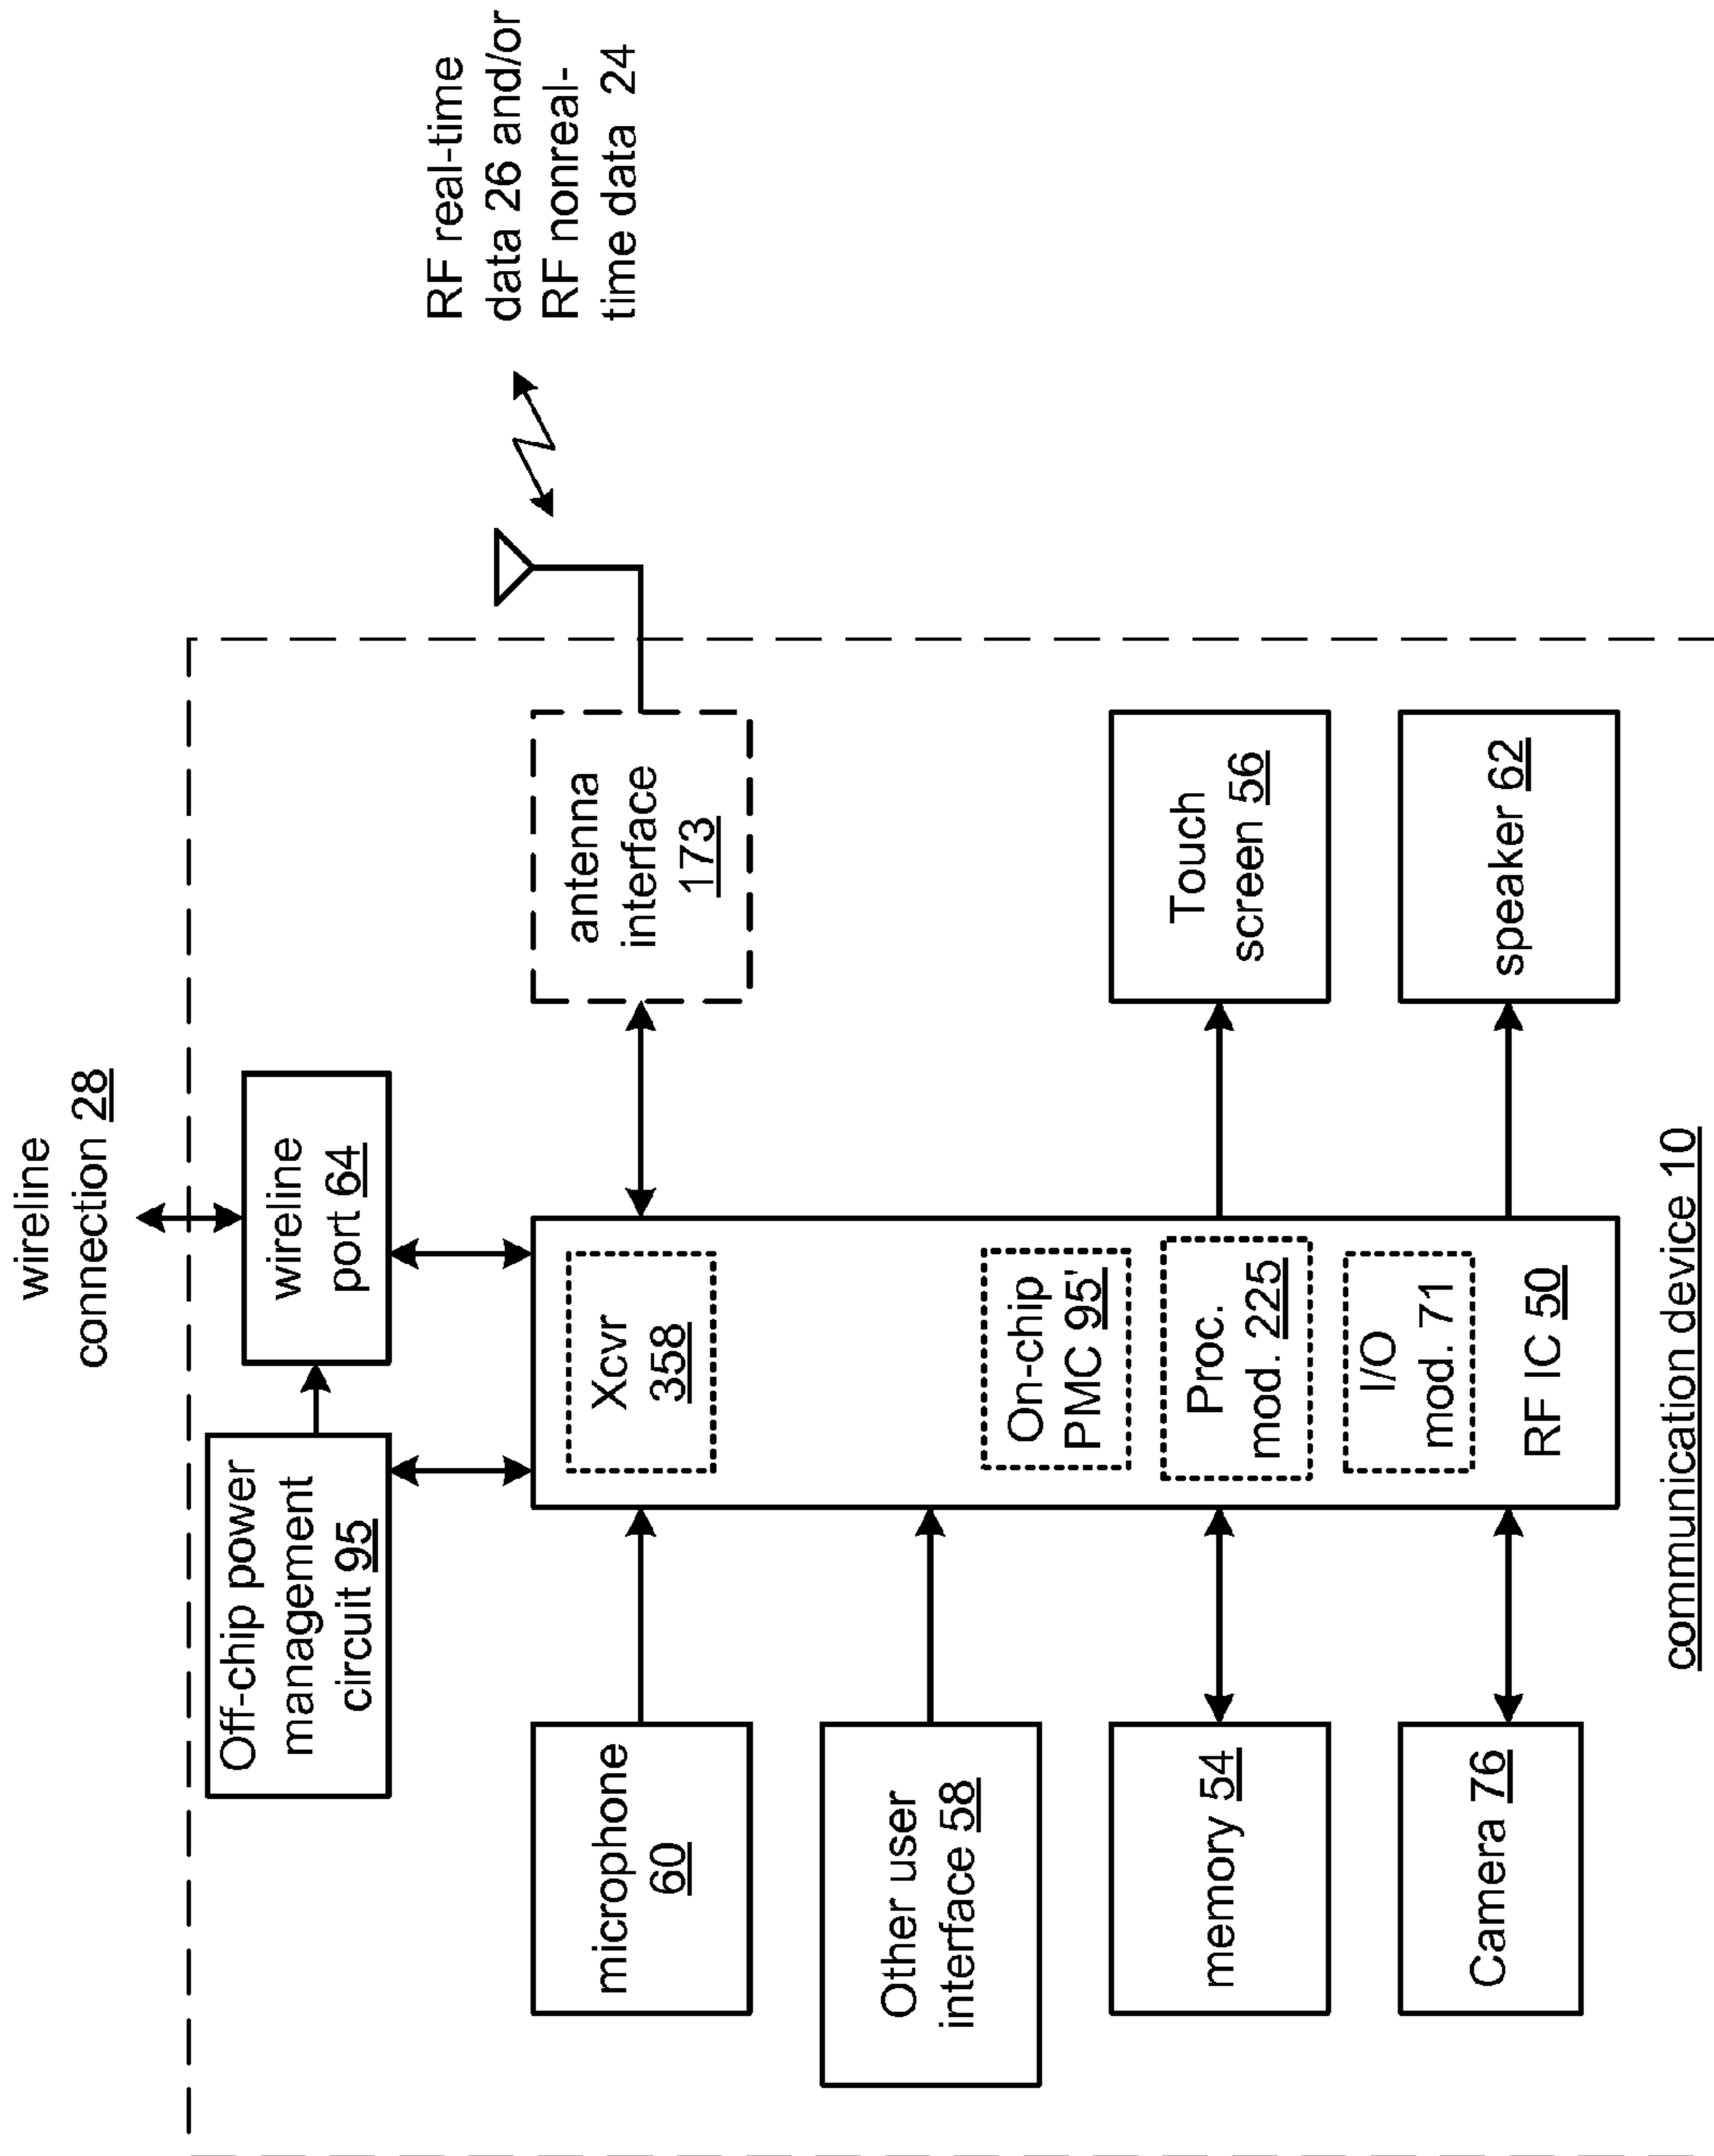 wireline
connection 28
Off-chip power
management
circuit 95
wireline
port 64
RF real-time
data 26 and/or
RF nonreal-
time data 24
microphone
60
Xcvr
358
antenna
interface
173
Other user
interface 58
On-chip
PMC 95'
memory 54
Proc.
mod. 225
Touch
screen 56
Camera 76
I/O
mod. 71
RF IC 50
speaker 62
communication device 10